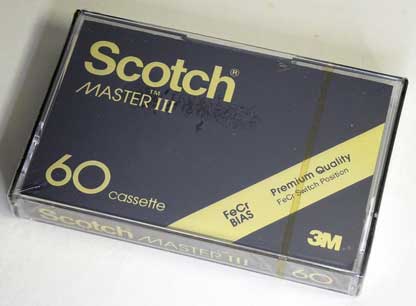 Scotch®
MASTER™ III
60 cassette
FeCr
BIAS
Premium Quality
FeCr Switch Position
3M
Scotch MASTER III 60